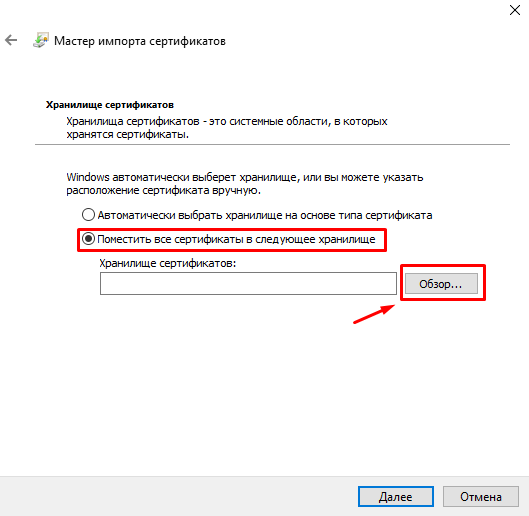 Мастер импорта сертификатов
Хранилище сертификатов
Хранилища сертификатов - это системные области, в которых
хранятся сертификаты.
Windows автоматически выберет хранилище, или вы можете указать
расположение сертификата вручную.
Автоматически выбрать хранилище на основе типа сертификата
Поместить все сертификаты в следующее хранилище
Хранилище сертификатов:
Обзор...
Далее
Отмена